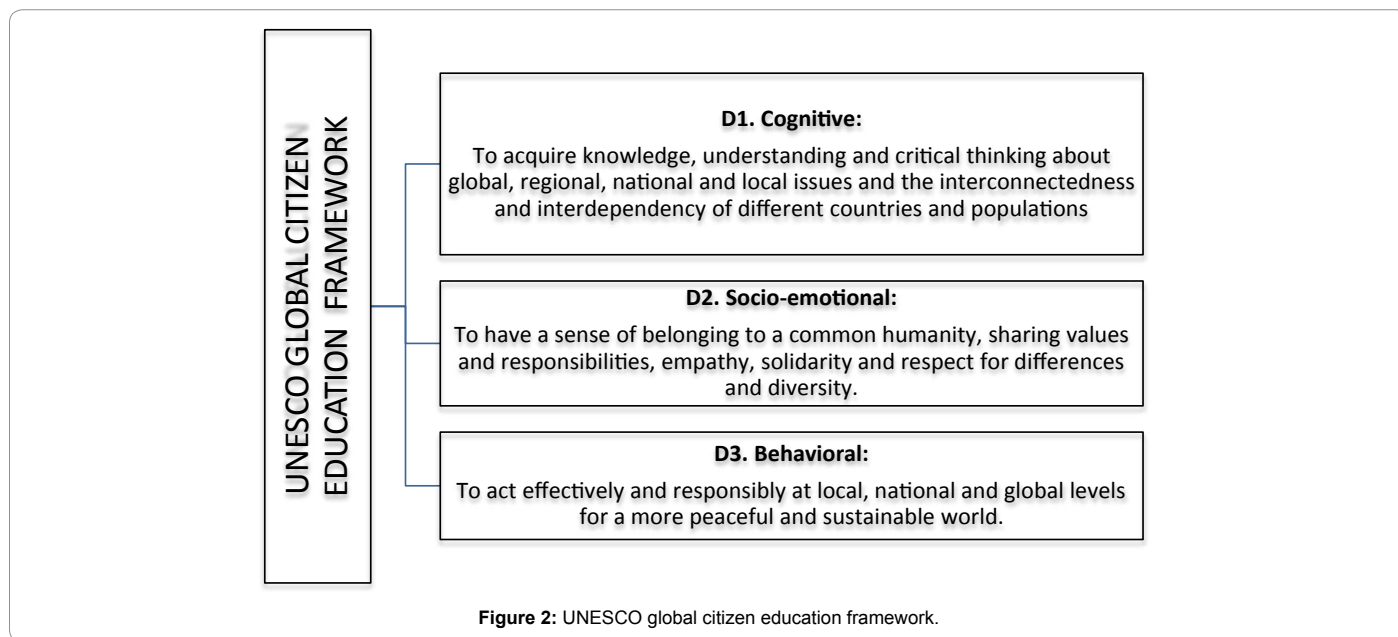 UNESCO GLOBAL CITIZEN
EDUCATION FRAMEWORK
D1. Cognitive:
To acquire knowledge, understanding and critical thinking about
global, regional, national and local issues and the interconnectedness
and interdependency of different countries and populations
D2. Socio-emotional:
To have a sense of belonging to a common humanity, sharing values
and responsibilities, empathy, solidarity and respect for differences
and diversity.
D3. Behavioral:
To act effectively and responsibly at local, national and global levels
for a more peaceful and sustainable world.
Figure 2: UNESCO global citizen education framework.